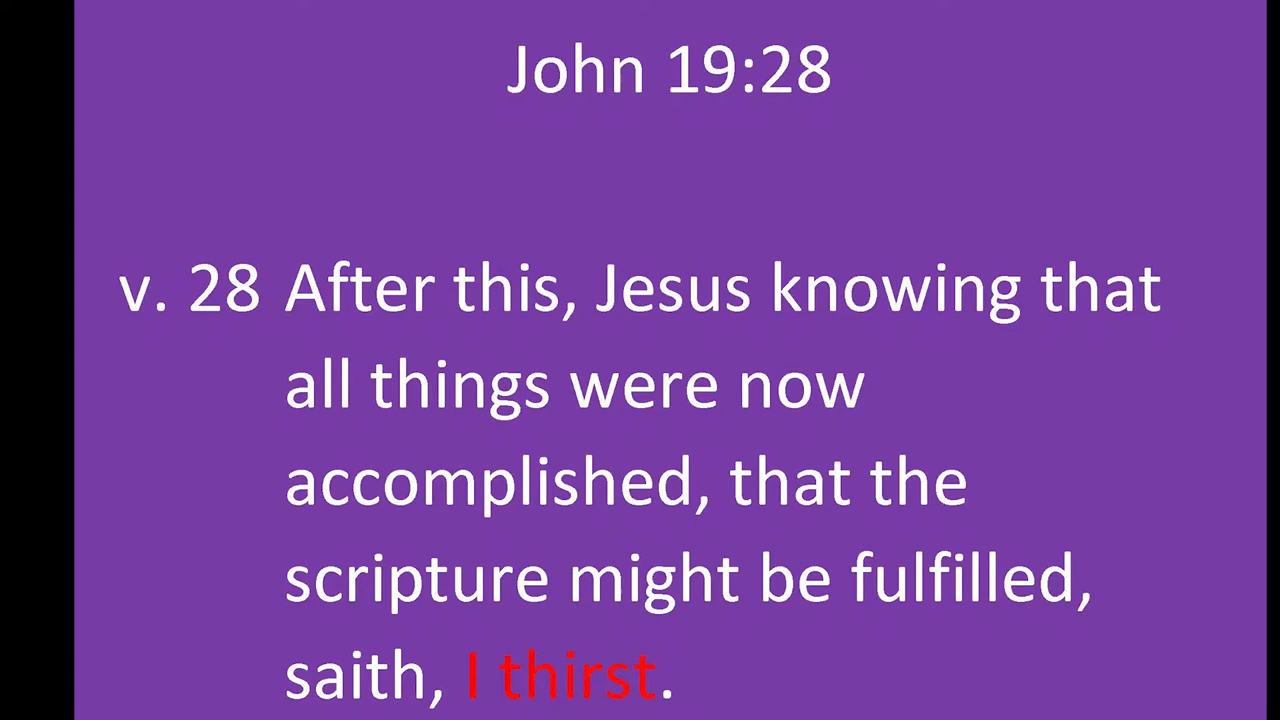 John 19:28
v. 28 After this, Jesus knowing that
all things were now
accomplished, that the
scripture might be fulfilled,
saith, I thirst.